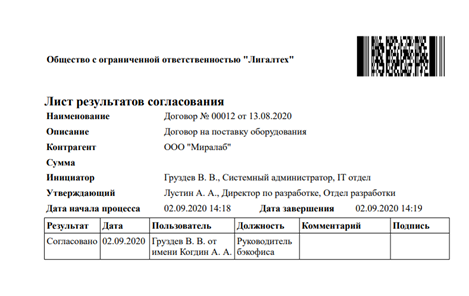 Общество с ограниченной ответственностью "Лигалтех"
Лист результатов согласования
Наименование Договор № 00012 от 13.08.2020
Описание Договор на поставку оборудования
Контрагент ООО "Миралаб"
Сумма
Инициатор Груздев В. В., Системный администратор, IT отдел
Утверждающий Лустин А. А., Директор по разработке, Отдел разработки
Дата начала процесса 02.09.2020 14:18 Дата завершения 02.09.2020 14:19
Результат Дата Пользователь Должность Комментарий Подпись
Согласовано 02.09.2020 Груздев В. В. от Руководитель
имени Когдин А. А. бэкофиса